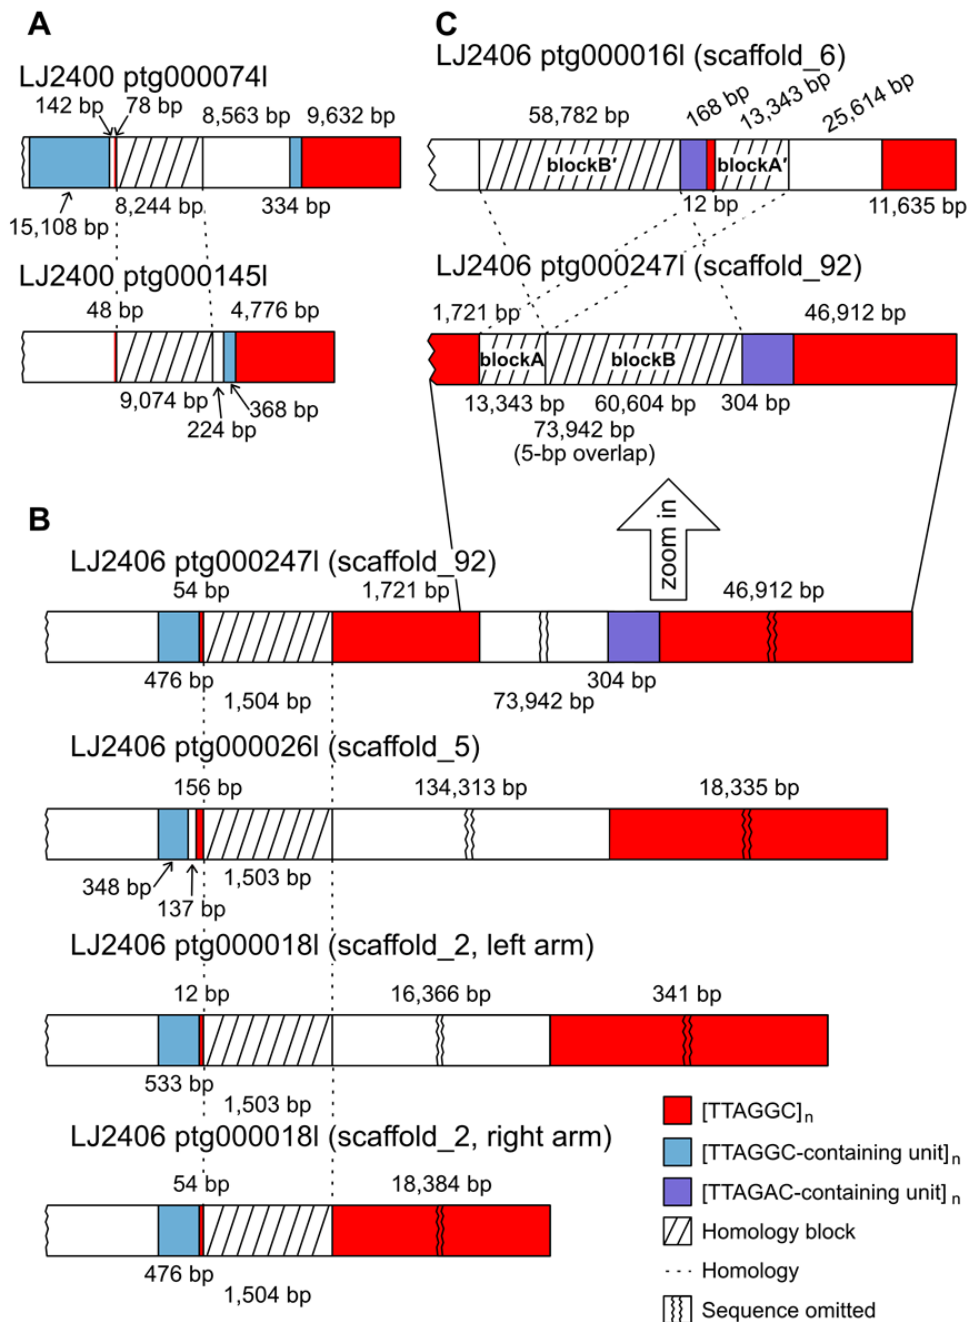 A
LJ2400 ptg000074l
142 bp
78 bp
8,563 bp
9,632 bp
15,108 bp
8,244 bp
334 bp
LJ2400 ptg000145l
48 bp
4,776 bp
9,074 bp
224 bp
368 bp
C
LJ2406 ptg000016l (scaffold_6)
58,782 bp
168 bp
13,343 bp
25,614 bp
blockB′
blockA′
12 bp
11,635 bp
LJ2406 ptg000247l (scaffold_92)
1,721 bp
46,912 bp
blockA
blockB
13,343 bp
60,604 bp
304 bp
73,942 bp
(5-bp overlap)
zoom in
B
LJ2406 ptg000247l (scaffold_92)
54 bp
1,721 bp
46,912 bp
476 bp
1,504 bp
73,942 bp
304 bp
LJ2406 ptg000026l (scaffold_5)
156 bp
134,313 bp
18,335 bp
348 bp
137 bp
1,503 bp
LJ2406 ptg000018l (scaffold_2, left arm)
12 bp
16,366 bp
341 bp
533 bp
1,503 bp
LJ2406 ptg000018l (scaffold_2, right arm)
54 bp
18,384 bp
476 bp
1,504 bp
[TTAGGC]n
[TTAGGC-containing unit]n
[TTAGAC-containing unit]n
Homology block
Homology
Sequence omitted